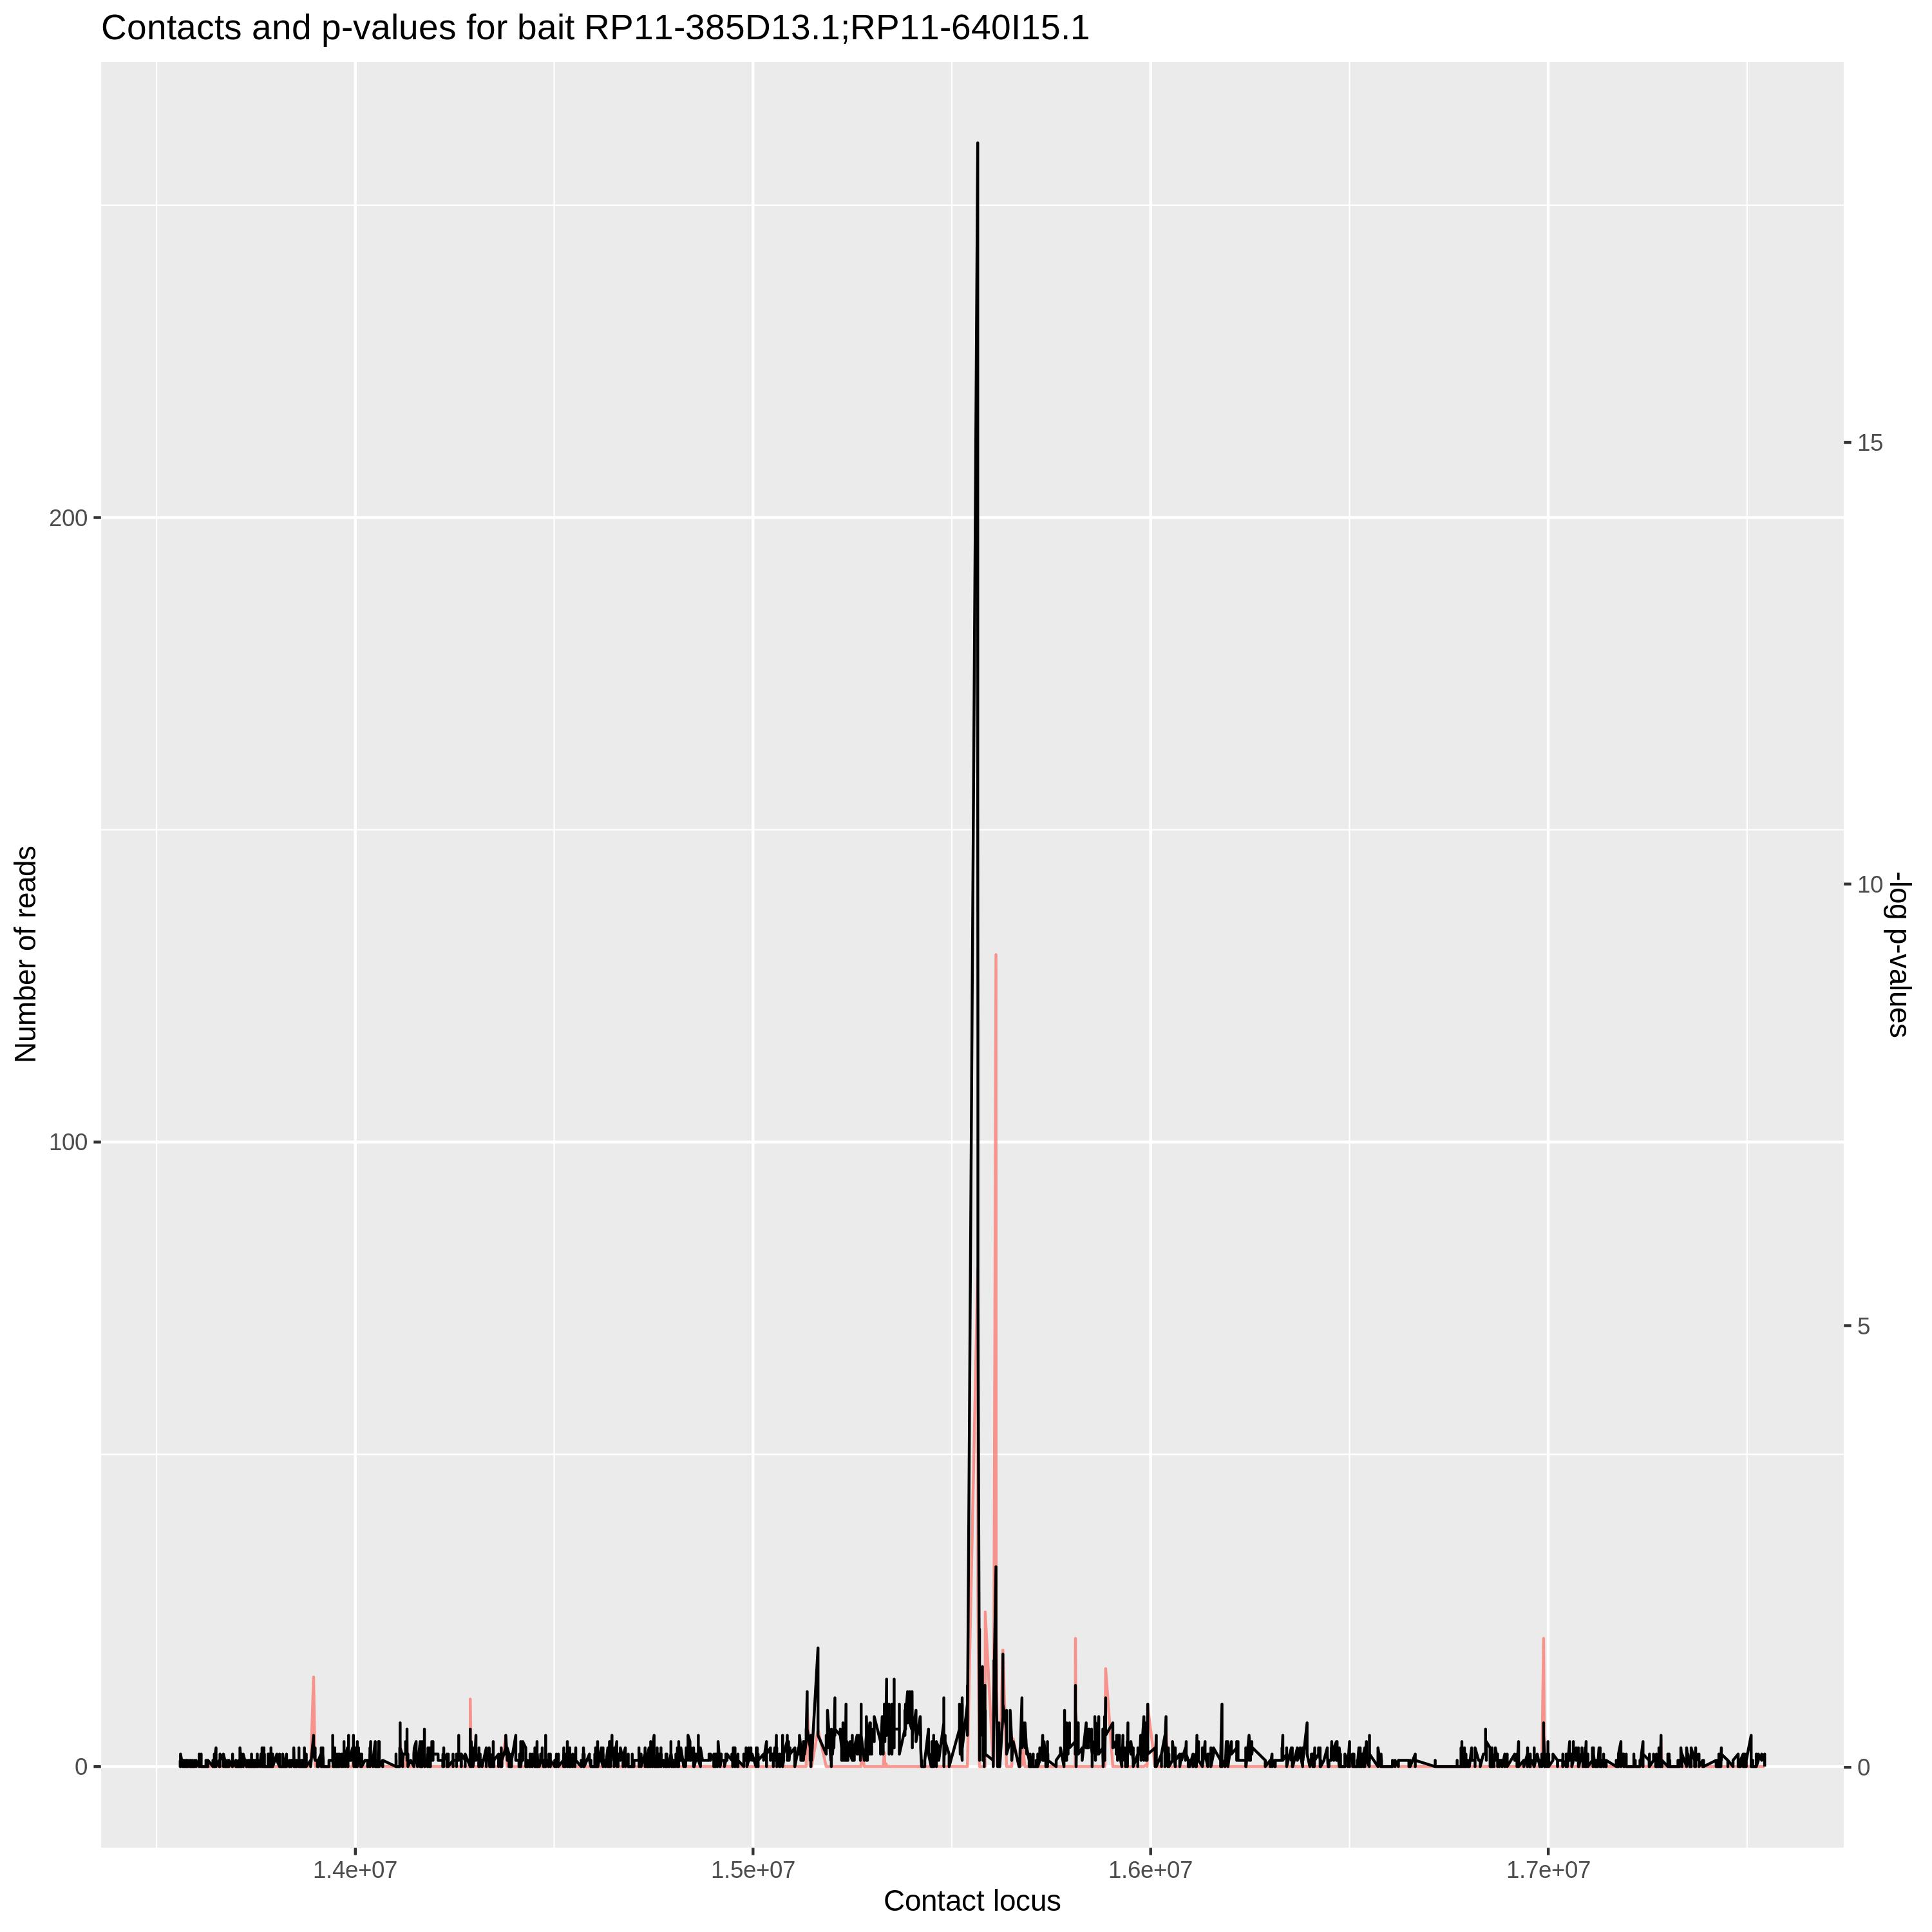 Contacts and p-values for bait RP11-385D13.1;RP11-640I15.1
Number of reads
200
100
0
15
10
5
0
-log p-values
1.4e+07
1.5e+07
1.6e+07
1.7e+07
Contact locus